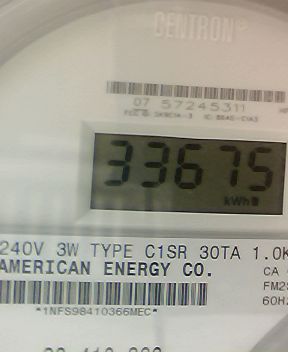 CENTRON®
07 57245311
33675
kWh
240V 3W TYPE C1SR 30TA 1.0K
AMERICAN ENERGY CO.
CA
FM2S
60H
*1NFS98410366MEC*